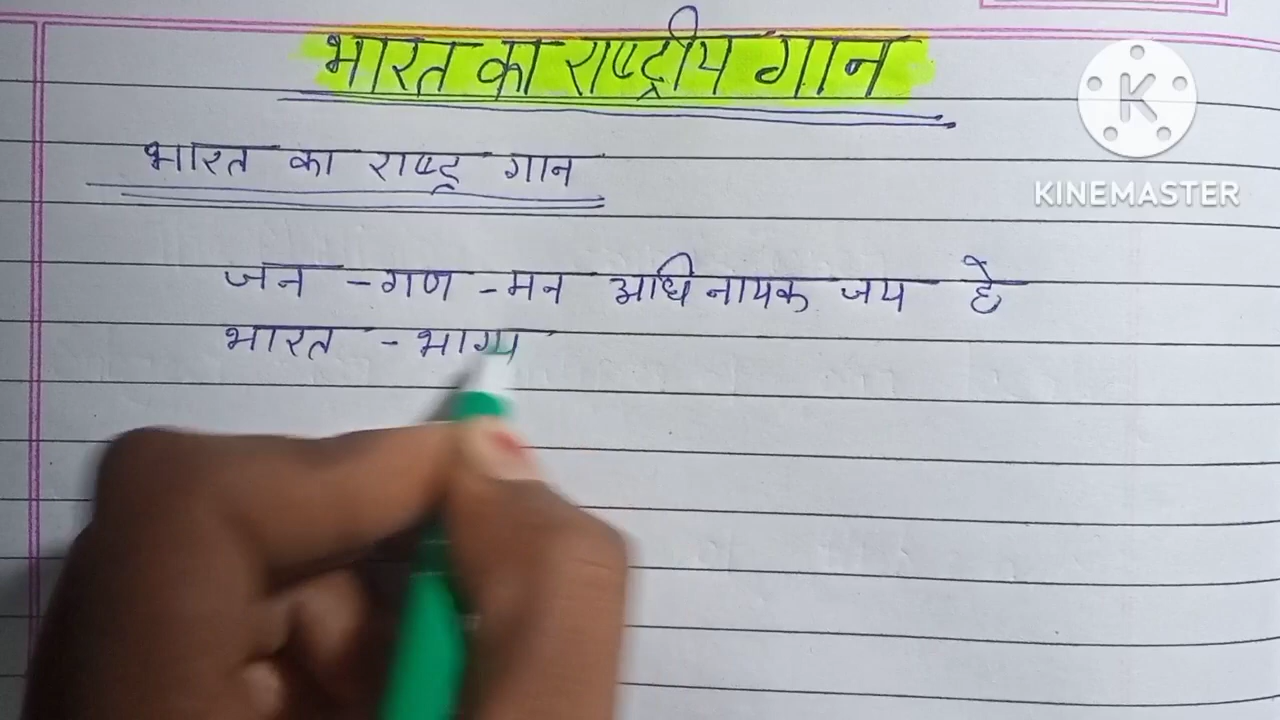 भारत का राष्ट्रीय गान
KINEMASTER
भारत का राष्ट्र गान
जन - गण - मन अधिनायक जय हे
भारत - भाग्य